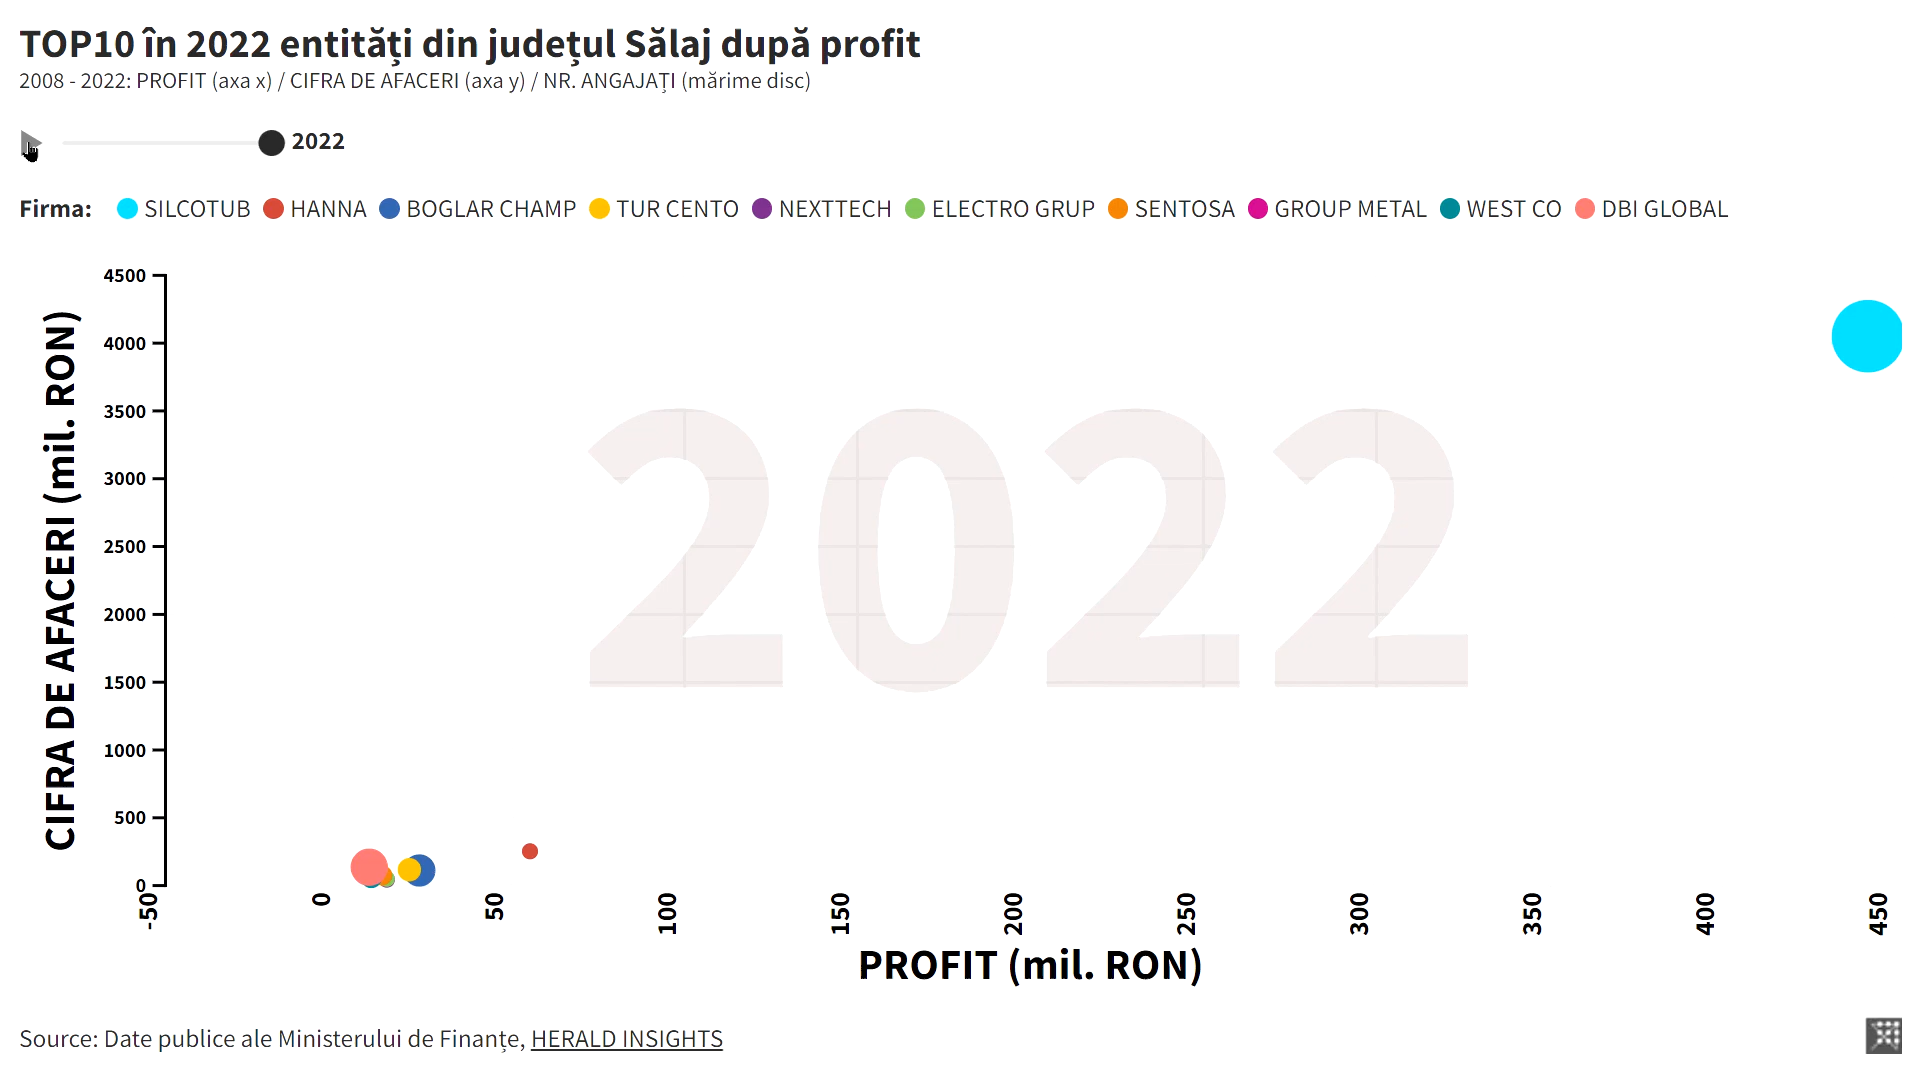 TOP10 în 2022 entități din județul Sălaj după profit
2008 - 2022: PROFIT (axa x) / CIFRA DE AFACERI (axa y) / NR. ANGAJAȚI (mărime disc)
2022
Firma: SILCOTUB HANNA BOGLAR CHAMP TUR CENTO NEXTTECH ELECTRO GRUP SENTOSA GROUP METAL WEST CO DBI GLOBAL
CIFRA DE AFACERI (mil. RON)
4500
4000
3500
3000
2500
2000
1500
1000
500
0
2022
-50 0 50 100 150 200 250 300 350 400 450
PROFIT (mil. RON)
Source: Date publice ale Ministerului de Finanțe, HERALD INSIGHTS